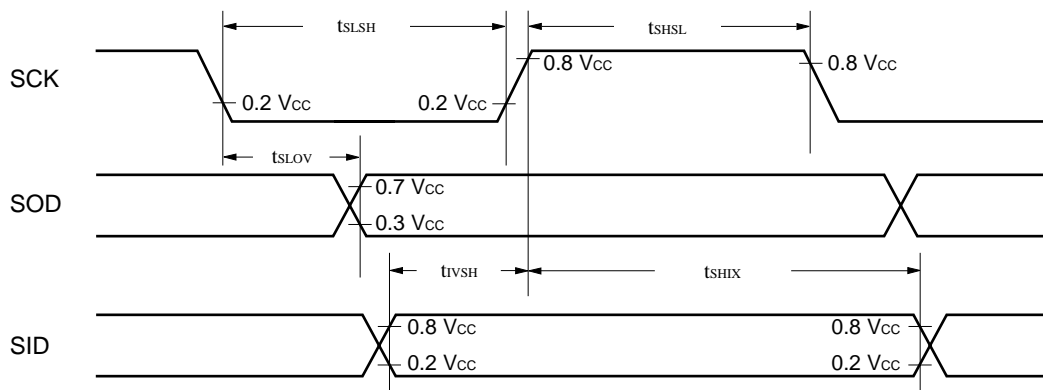 tSLSH tSHSL
SCK 0.2 VCC 0.2 VCC 0.8 VCC 0.8 VCC
tSLOV
SOD 0.7 VCC
0.3 VCC
tIVSH tSHIX
SID 0.8 VCC 0.8 VCC
0.2 VCC 0.2 VCC